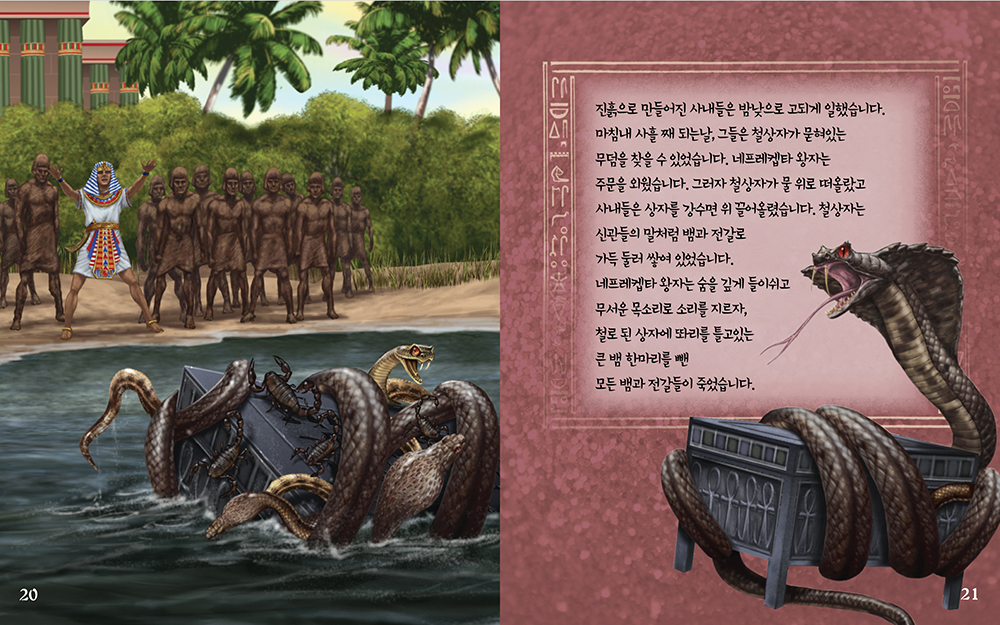 진흙으로 만들어진 사내들은 밤낮으로 고되게 일했습니다.
마침내 사흘 째 되는날, 그들은 철상자가 묻혀있는
무덤을 찾을 수 있었습니다. 네프레켑타 왕자는
주문을 외웠습니다. 그러자 철상자가 물 위로 떠올랐고
사내들은 상자를 강수면 위 끌어올렸습니다. 철상자는
신관들의 말처럼 뱀과 전갈로
가득 둘러 쌓여 있었습니다.
네프레켑타 왕자는 숨을 깊게 들이쉬고
무서운 목소리로 소리를 지르자,
철로 된 상자에 똬리를 틀고있는
큰 뱀 한마리를 뺀
모든 뱀과 전갈들이 죽었습니다.
20
21